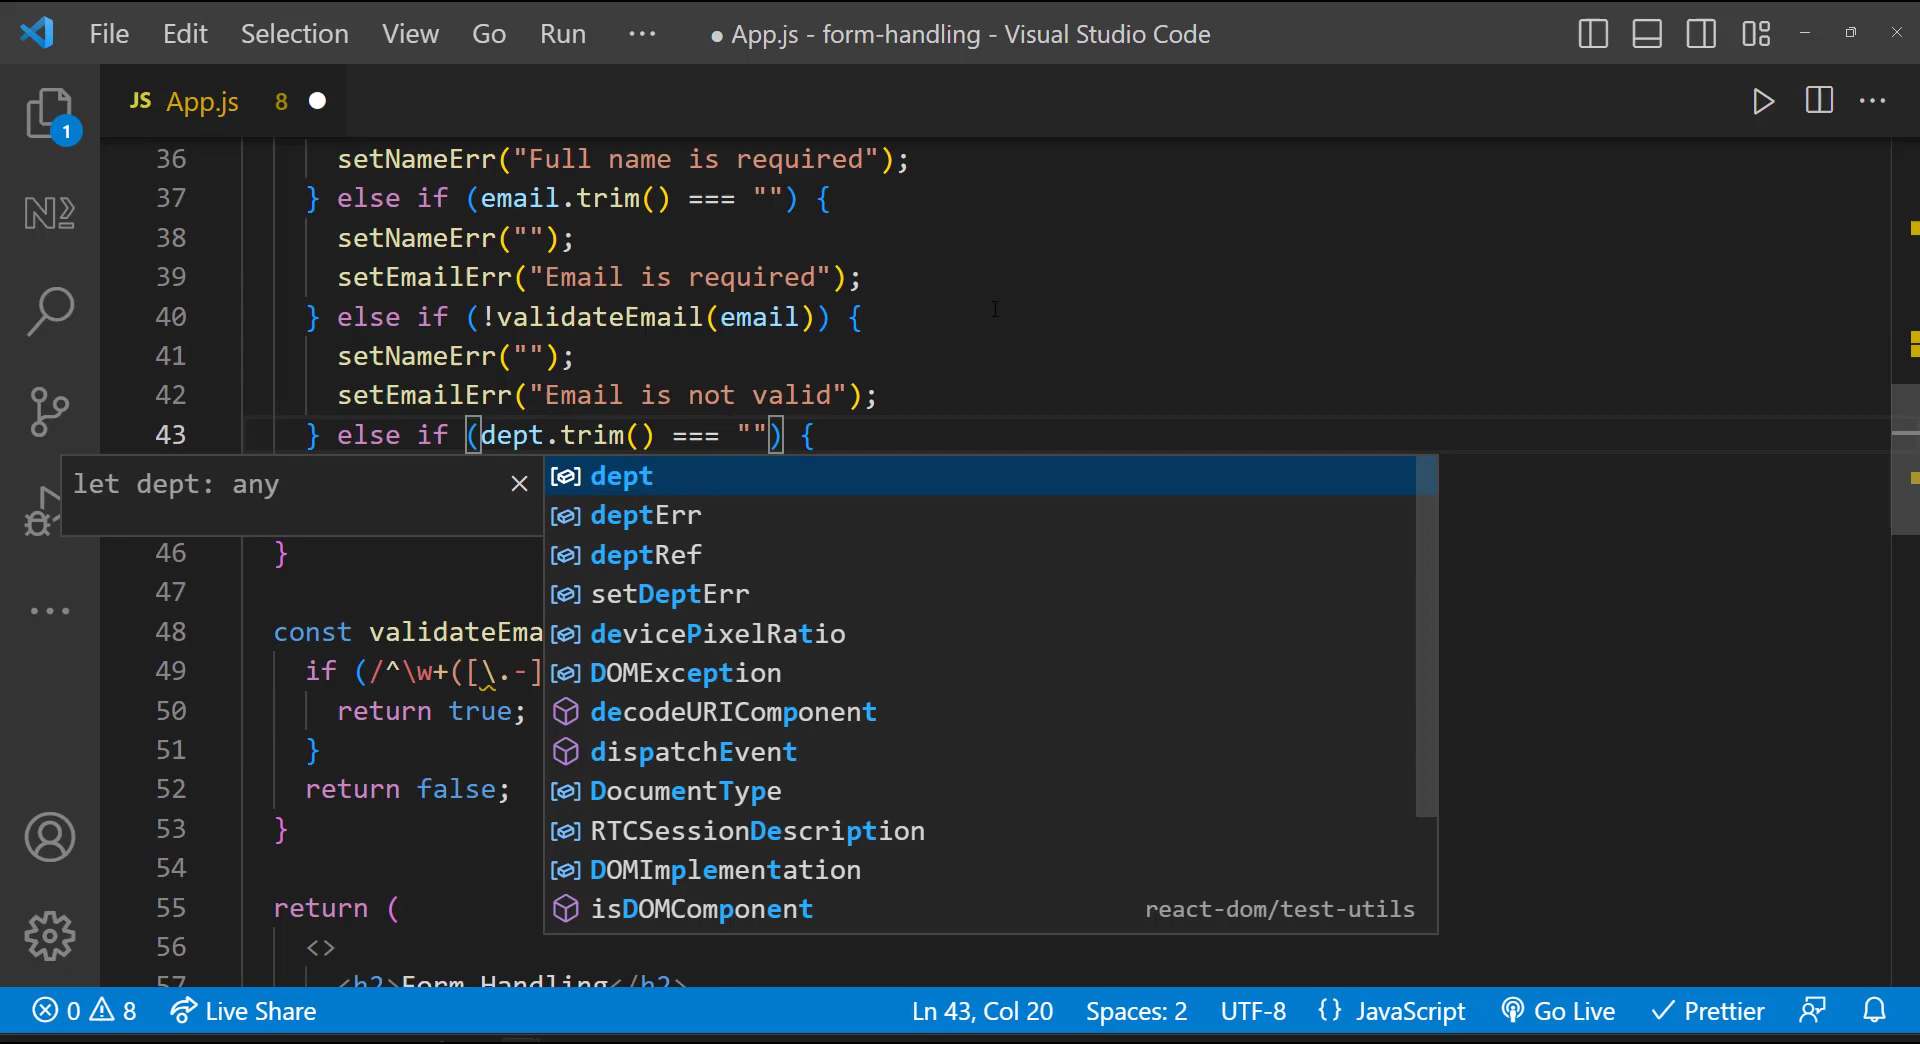 File Edit Selection View Go Run ··· ● App.js - form-handling - Visual Studio Code
JS App.js 8
1
36 setNameErr("Full name is required");
37 } else if (email.trim() === "") {
38 setNameErr("");
39 setEmailErr("Email is required");
40 } else if (!validateEmail(email)) {
41 setNameErr("");
42 setEmailErr("Email is not valid");
43 } else if (dept.trim() === "") {
let dept: any
dept
deptErr
deptRef
setDeptErr
devicePixelRatio
DOMException
decodeURIComponent
dispatchEvent
DocumentType
RTCSessionDescription
DOMImplementation
isDOMComponent react-dom/test-utils
46 }
47
48 const validateEma
49 if (/^\w+([\.-]
50 return true;
51 }
52 return false;
53 }
54
55 return (
56 <>
57 <h2>Form Handling</h2>
0 8 Live Share Ln 43, Col 20 Spaces: 2 UTF-8 {} JavaScript Go Live Prettier